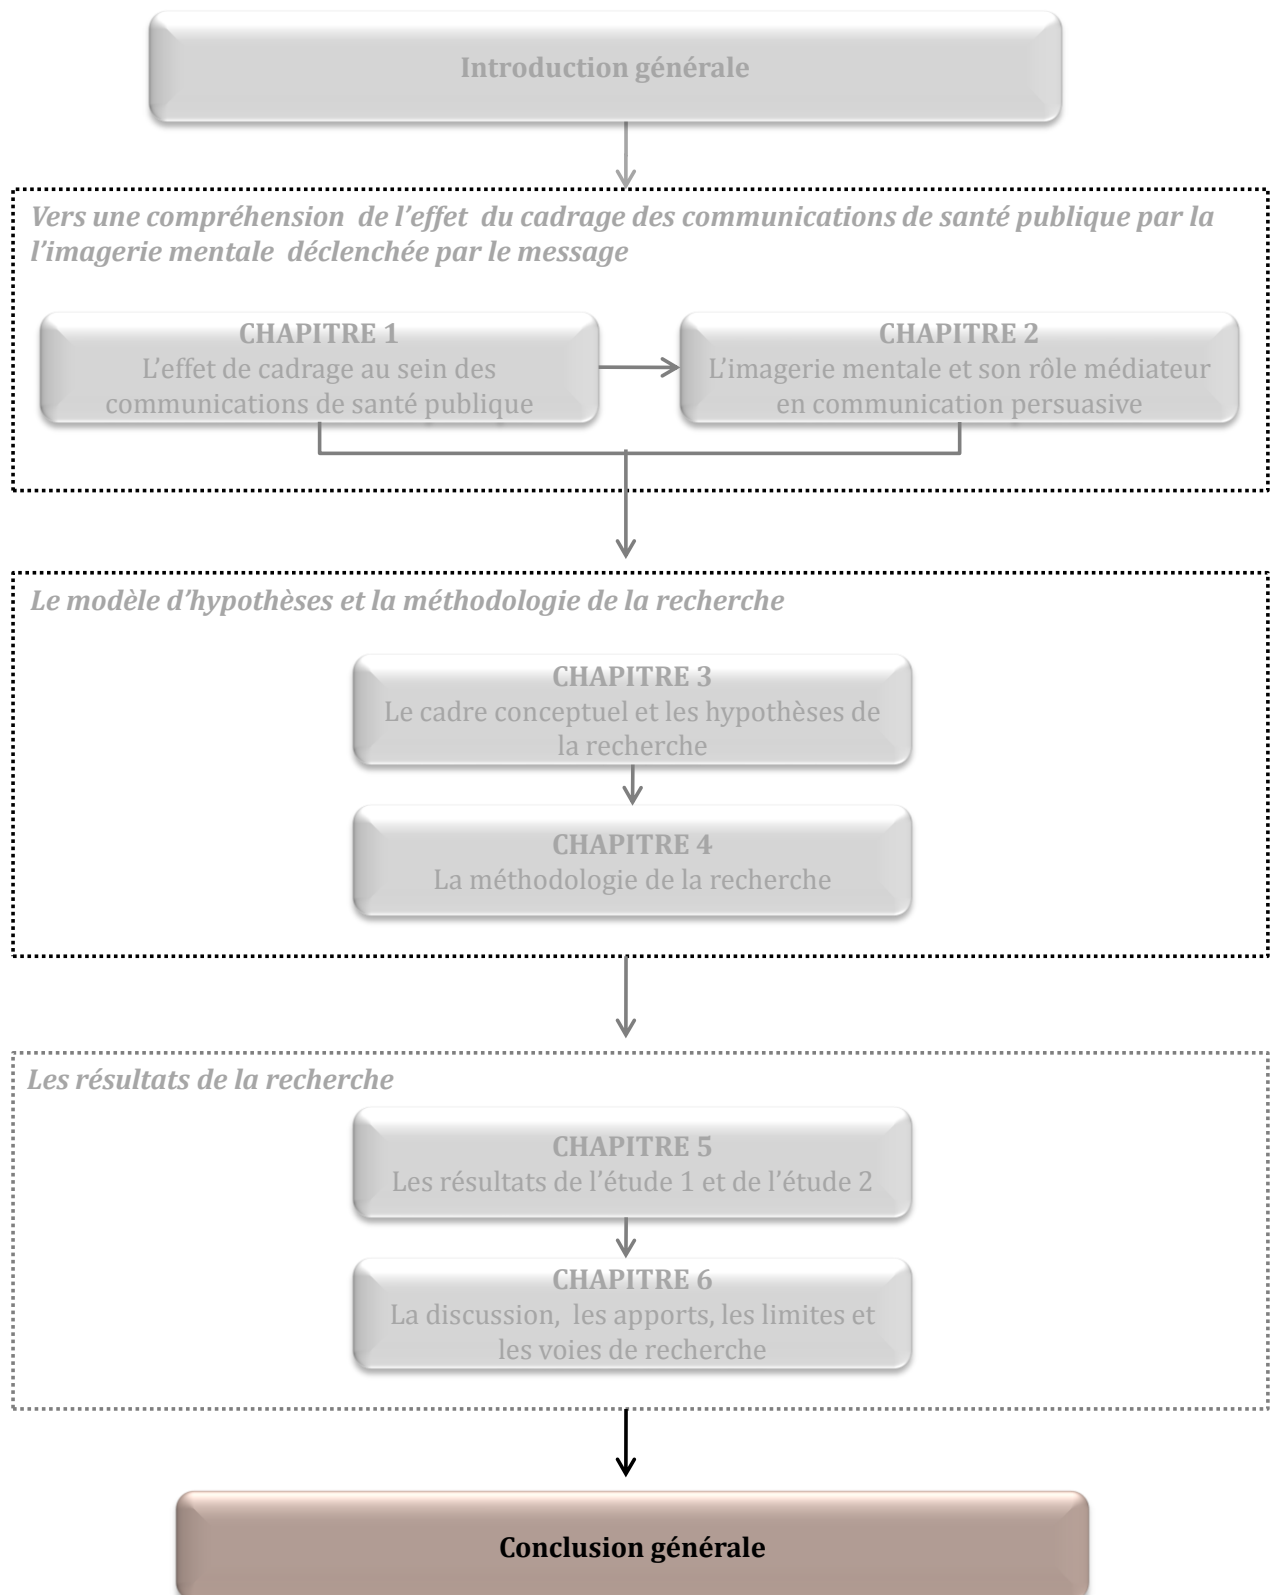 Introduction générale
Vers une compréhension de l’effet du cadrage des communications de santé publique par la
l’imagerie mentale déclenchée par le message
CHAPITRE 1
L’effet de cadrage au sein des
communications de santé publique
CHAPITRE 2
L’imagerie mentale et son rôle médiateur
en communication persuasive
Le modèle d’hypothèses et la méthodologie de la recherche
CHAPITRE 3
Le cadre conceptuel et les hypothèses de
la recherche
CHAPITRE 4
La méthodologie de la recherche
Les résultats de la recherche
CHAPITRE 5
Les résultats de l’étude 1 et de l’étude 2
CHAPITRE 6
La discussion, les apports, les limites et
les voies de recherche
Conclusion générale